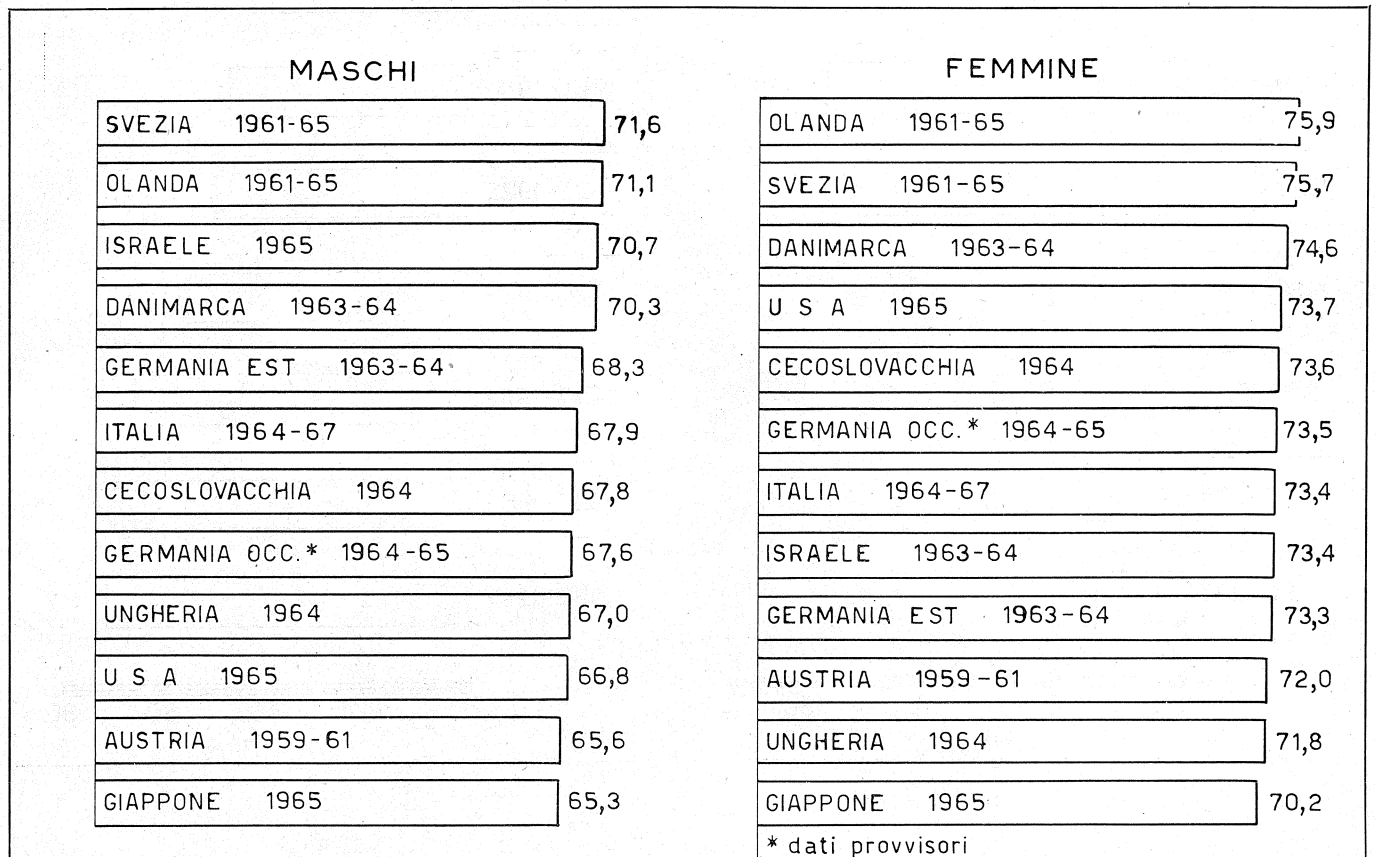 MASCHI
SVEZIA 1961-65 71,6
OLANDA 1961-65 71,1
ISRAELE 1965 70,7
DANIMARCA 1963-64 70,3
GERMANIA EST 1963-64 68,3
ITALIA 1964-67 67,9
CECOSLOVACCHIA 1964 67,8
GERMANIA OCC.* 1964-65 67,6
UNGHERIA 1964 67,0
U S A 1965 66,8
AUSTRIA 1959-61 65,6
GIAPPONE 1965 65,3
FEMMINE
OLANDA 1961-65 75,9
SVEZIA 1961-65 75,7
DANIMARCA 1963-64 74,6
U S A 1965 73,7
CECOSLOVACCHIA 1964 73,6
GERMANIA OCC.* 1964-65 73,5
ITALIA 1964-67 73,4
ISRAELE 1963-64 73,4
GERMANIA EST 1963-64 73,3
AUSTRIA 1959-61 72,0
UNGHERIA 1964 71,8
GIAPPONE 1965 70,2
* dati provvisori